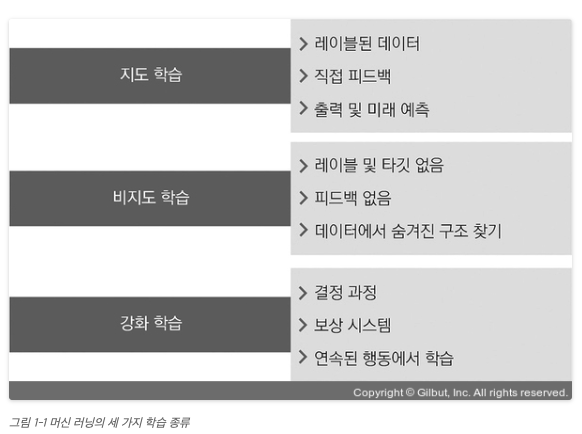 지도 학습
레이블된 데이터
직접 피드백
출력 및 미래 예측
비지도 학습
레이블 및 타깃 없음
피드백 없음
데이터에서 숨겨진 구조 찾기
강화 학습
결정 과정
보상 시스템
연속된 행동에서 학습
Copyright © Gilbut, Inc. All rights reserved.
그림 1-1 머신 러닝의 세 가지 학습 종류